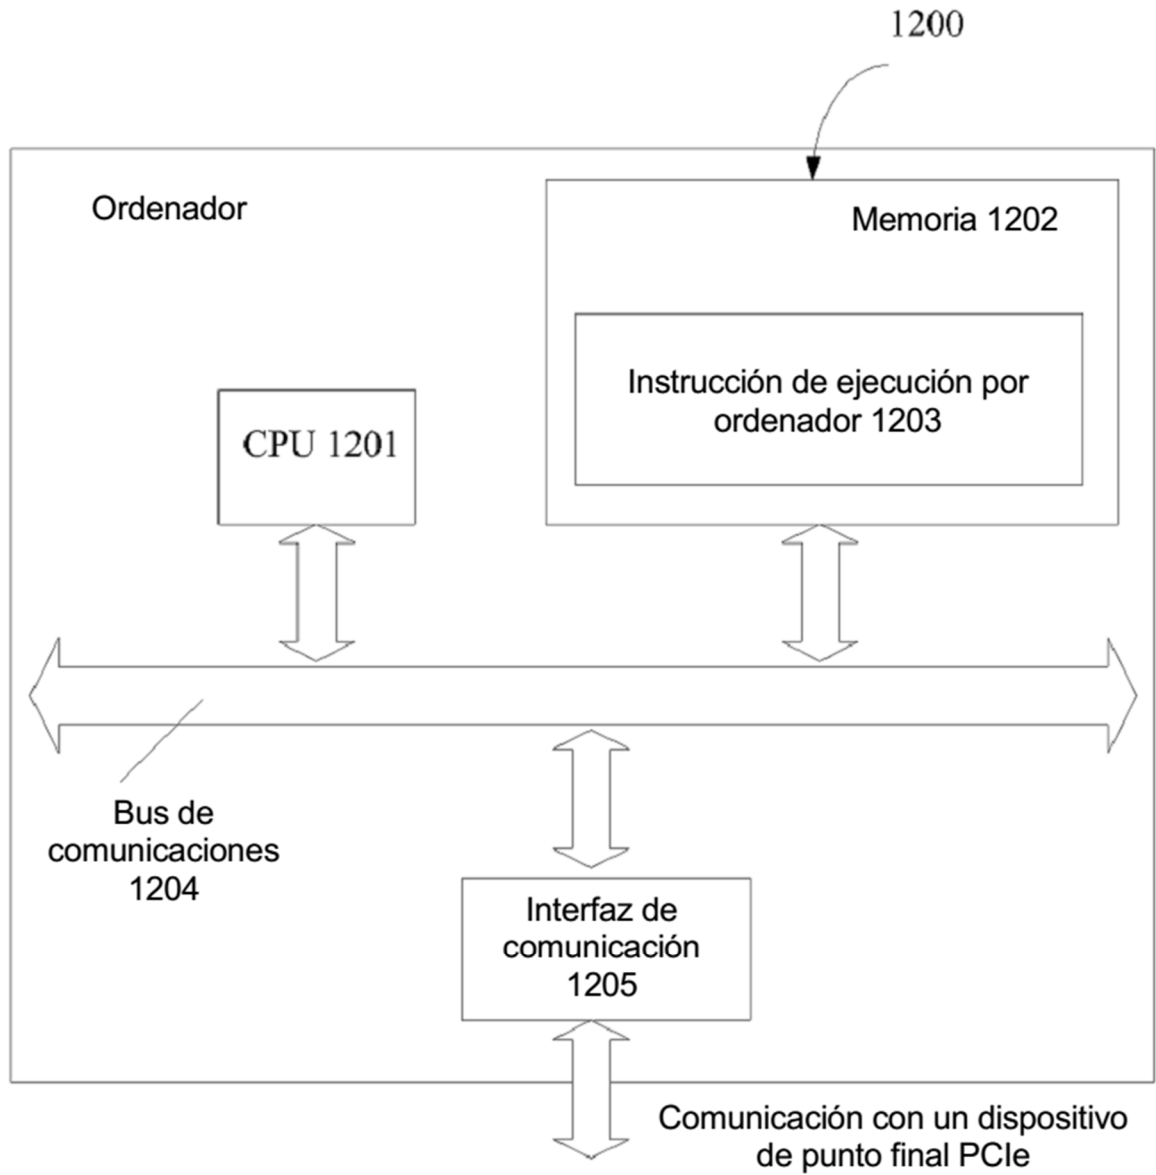 1200
Ordenador
Memoria 1202
Instrucción de ejecución por
ordenador 1203
CPU 1201
Bus de
comunicaciones
1204
Interfaz de
comunicación
1205
Comunicación con un dispositivo
de punto final PCIe